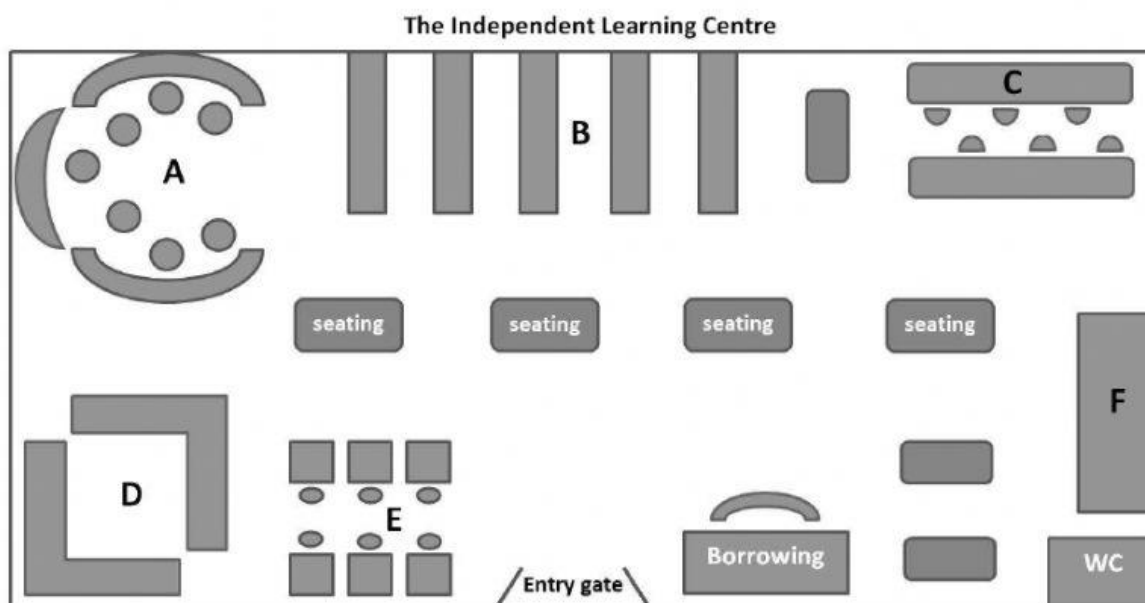 The Independent Learning Centre
A
B
C
seating
seating
seating
seating
F
D
E
Borrowing
Entry gate
WC